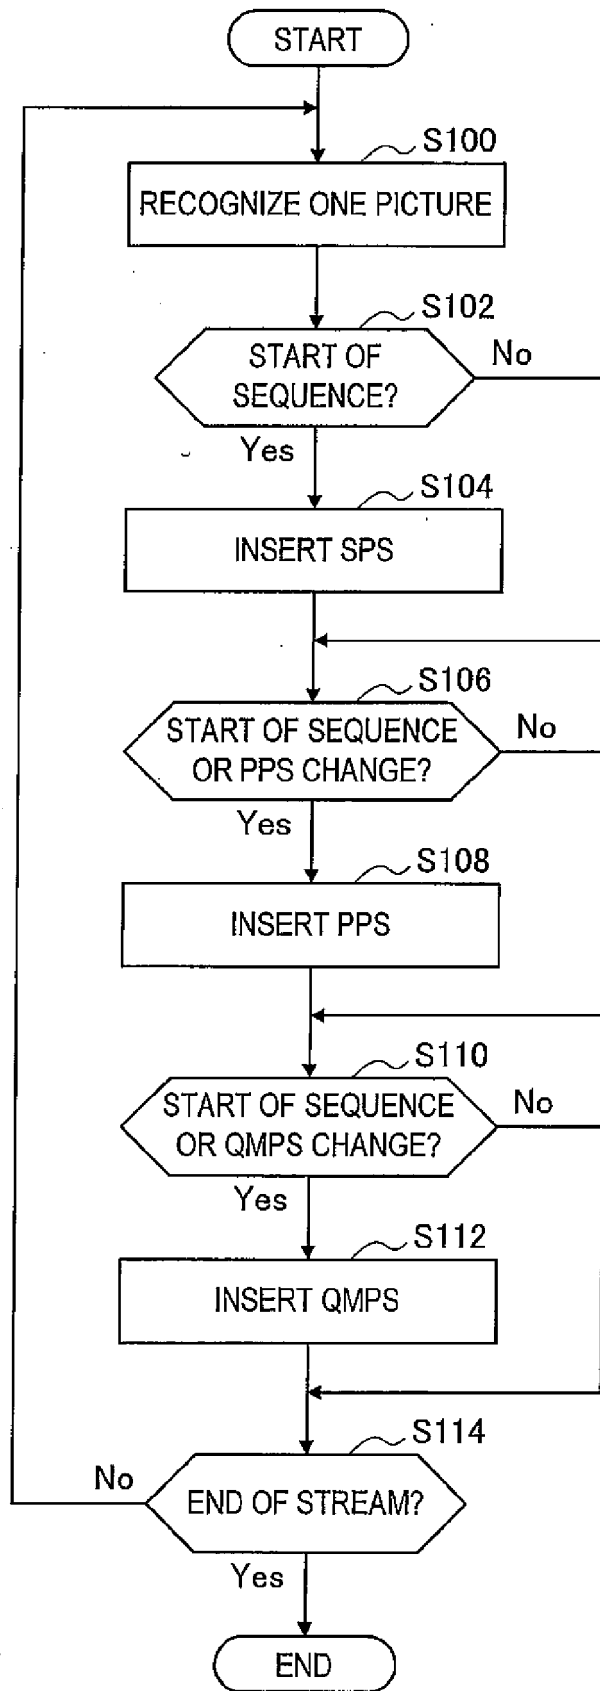 START
S100
RECOGNIZE ONE PICTURE
S102
START OF
SEQUENCE?
No
Yes
S104
INSERT SPS
S106
START OF SEQUENCE
OR PPS CHANGE?
No
Yes
S108
INSERT PPS
S110
START OF SEQUENCE
OR QMPS CHANGE?
No
Yes
S112
INSERT QMPS
S114
No
END OF STREAM?
Yes
END